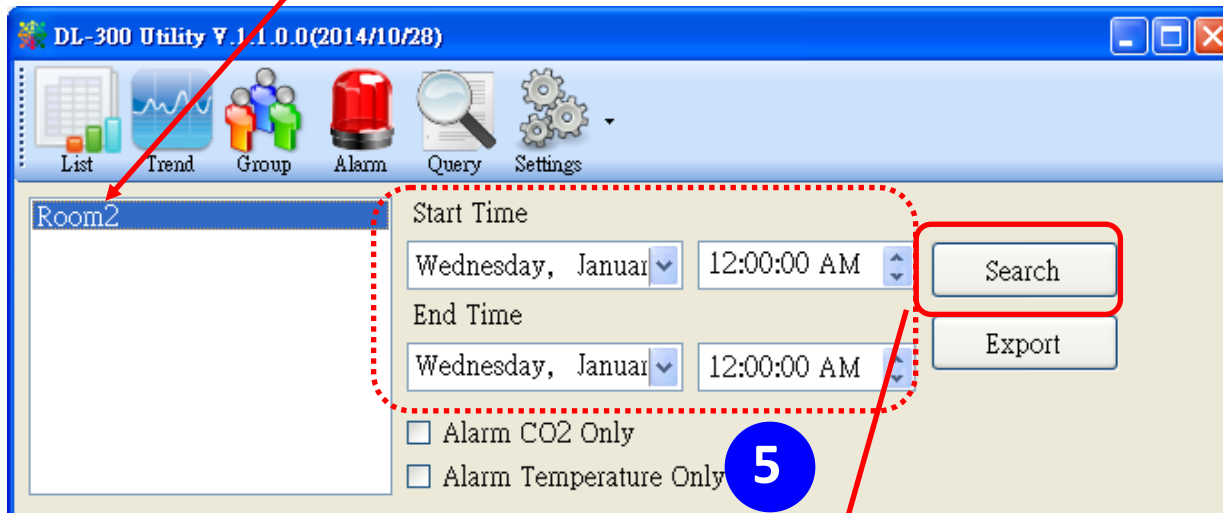 DL-300 Utility V.1.1.0.0(2014/10/28)
List Trend Group Alarm Query Settings
Room2
Start Time
Wednesday, Januar 12:00:00 AM
Search
End Time
Wednesday, Januar 12:00:00 AM
Export
Alarm CO2 Only
Alarm Temperature Only
5